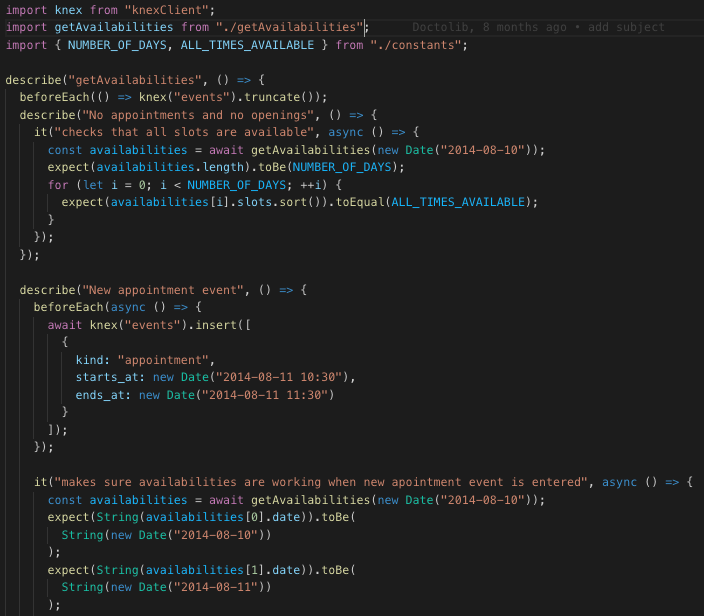 import knex from "knexClient";
import getAvailabilities from "./getAvailabilities";      Doctolib, 8 months ago • add subject
import { NUMBER_OF_DAYS, ALL_TIMES_AVAILABLE } from "./constants";

describe("getAvailabilities", () => {
  beforeEach(() => knex("events").truncate());
  describe("No appointments and no openings", () => {
    it("checks that all slots are available", async () => {
      const availabilities = await getAvailabilities(new Date("2014-08-10"));
      expect(availabilities.length).toBe(NUMBER_OF_DAYS);
      for (let i = 0; i < NUMBER_OF_DAYS; ++i) {
        expect(availabilities[i].slots.sort()).toEqual(ALL_TIMES_AVAILABLE);
      }
    });
  });

  describe("New appointment event", () => {
    beforeEach(async () => {
      await knex("events").insert([
        {
          kind: "appointment",
          starts_at: new Date("2014-08-11 10:30"),
          ends_at: new Date("2014-08-11 11:30")
        }
      ]);
    });

    it("makes sure availabilities are working when new apointment event is entered", async () => {
      const availabilities = await getAvailabilities(new Date("2014-08-10"));
      expect(String(availabilities[0].date)).toBe(
        String(new Date("2014-08-10"))
      );
      expect(String(availabilities[1].date)).toBe(
        String(new Date("2014-08-11"))
      );